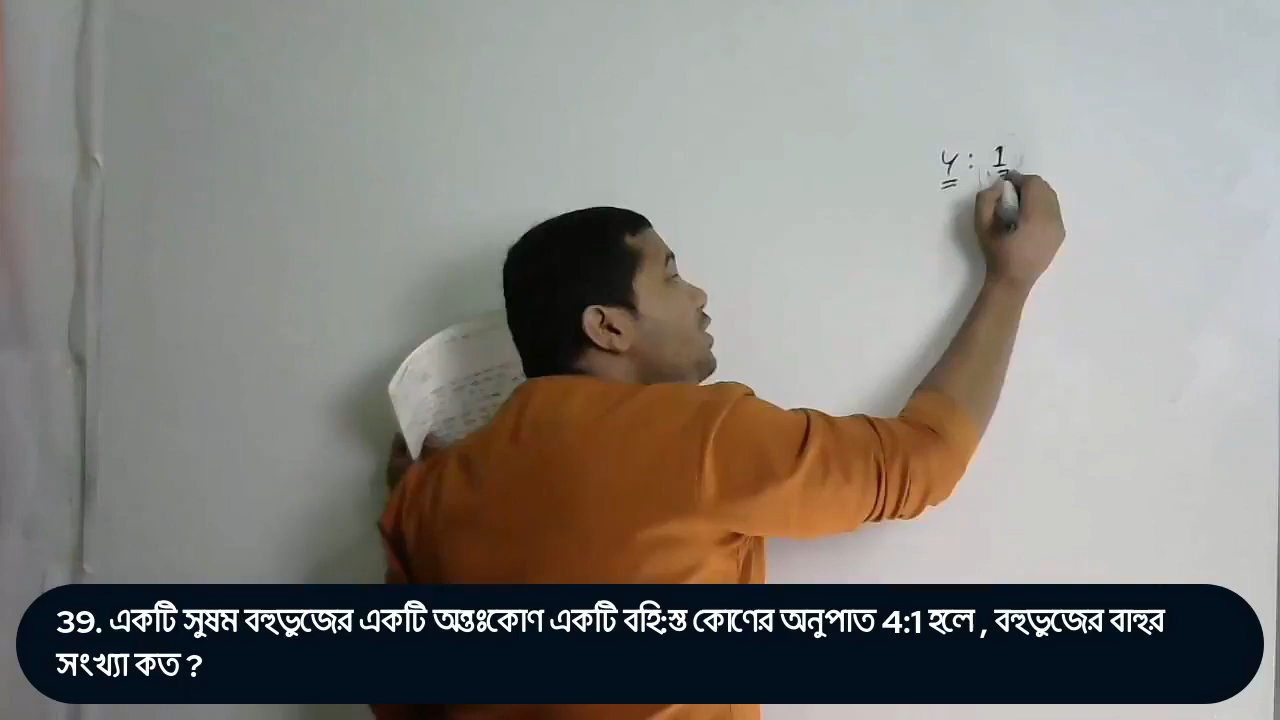 4 : 1
39. একটি সুষম বহুভুজের একটি অন্তঃকোণ একটি বহি:স্ত কোণের অনুপাত 4:1 হলে , বহুভুজের বাহুর
সংখ্যা কত ?